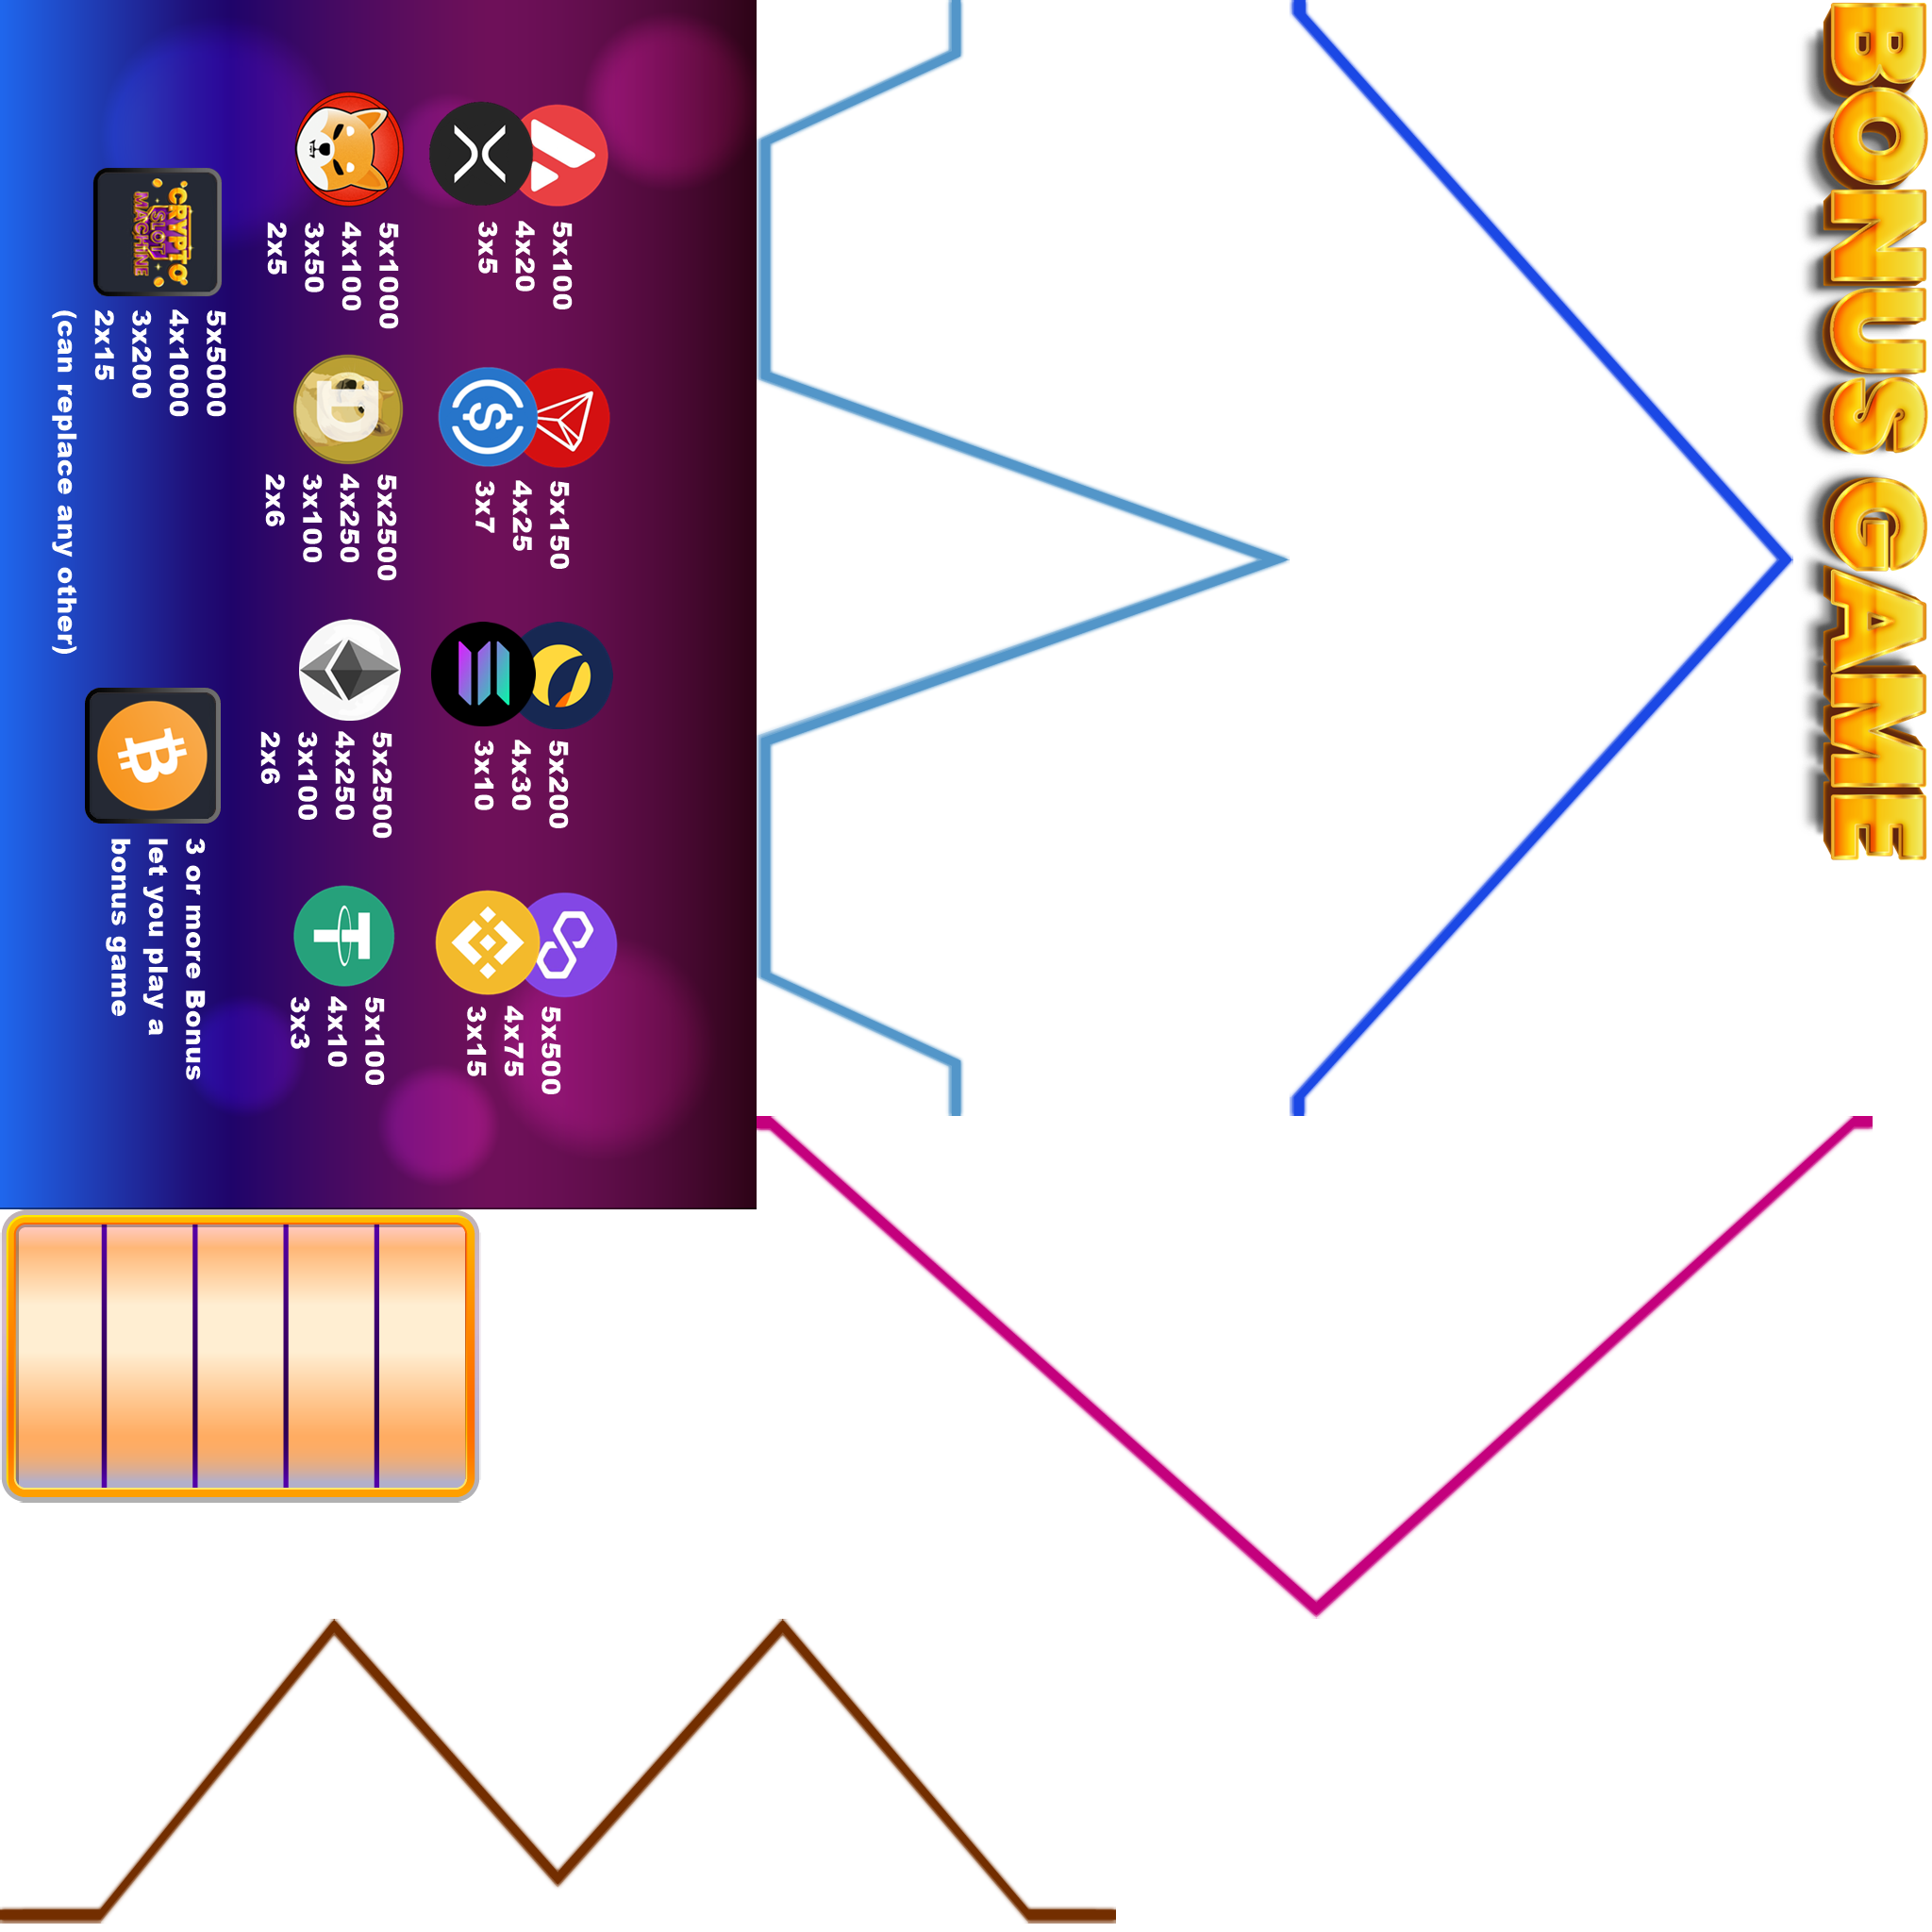 BONUS GAME
5x100
4x20
3x5
5x150
4x25
3x7
5x200
4x30
3x10
5x500
4x75
3x15
5x1000
4x100
3x50
2x5
5x2500
4x250
3x100
2x6
5x2500
4x250
3x100
2x6
5x100
4x10
3x3
CRYPTO
SLOT
MACHINE
5x5000
4x1000
3x200
2x15
(can replace any other)
3 or more Bonus
let you play a
bonus game